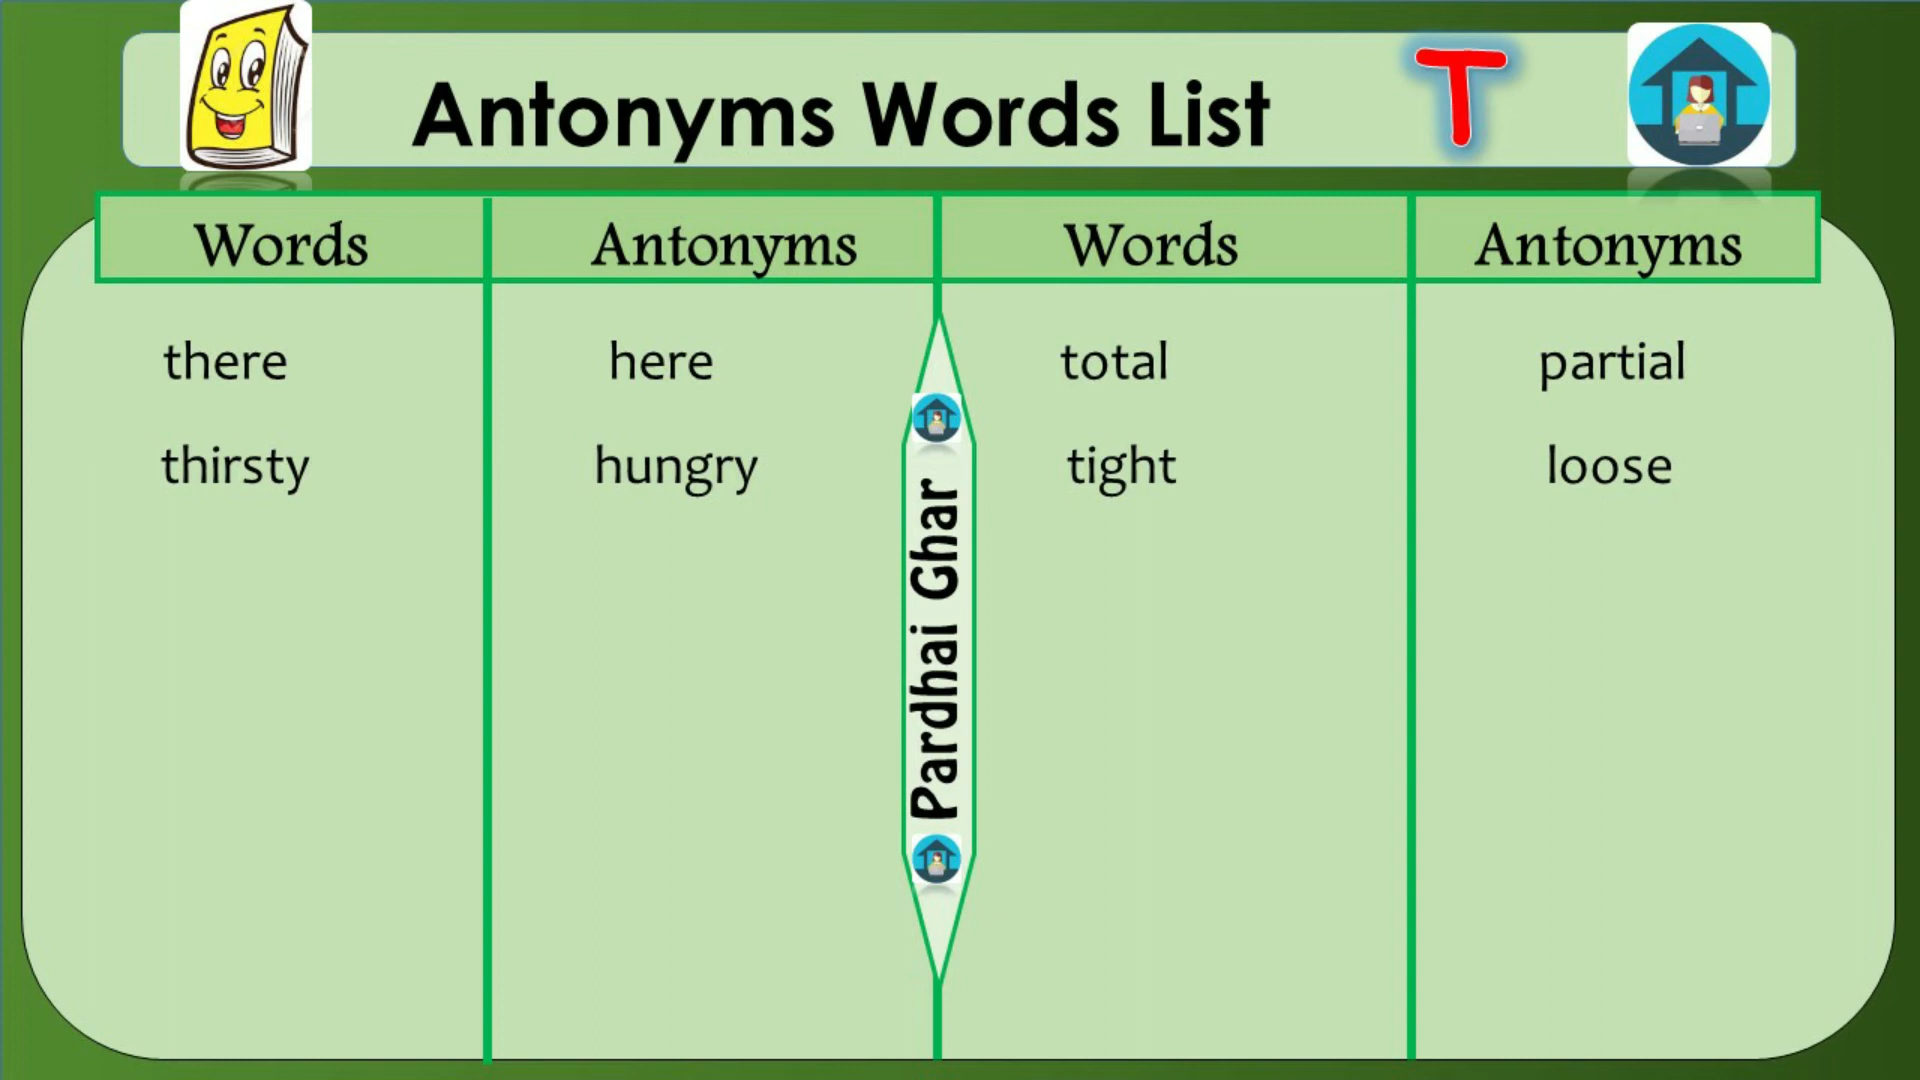 Antonyms Words List T
Words Antonyms Words Antonyms
there here total partial
thirsty hungry tight loose
Pardhai Ghar